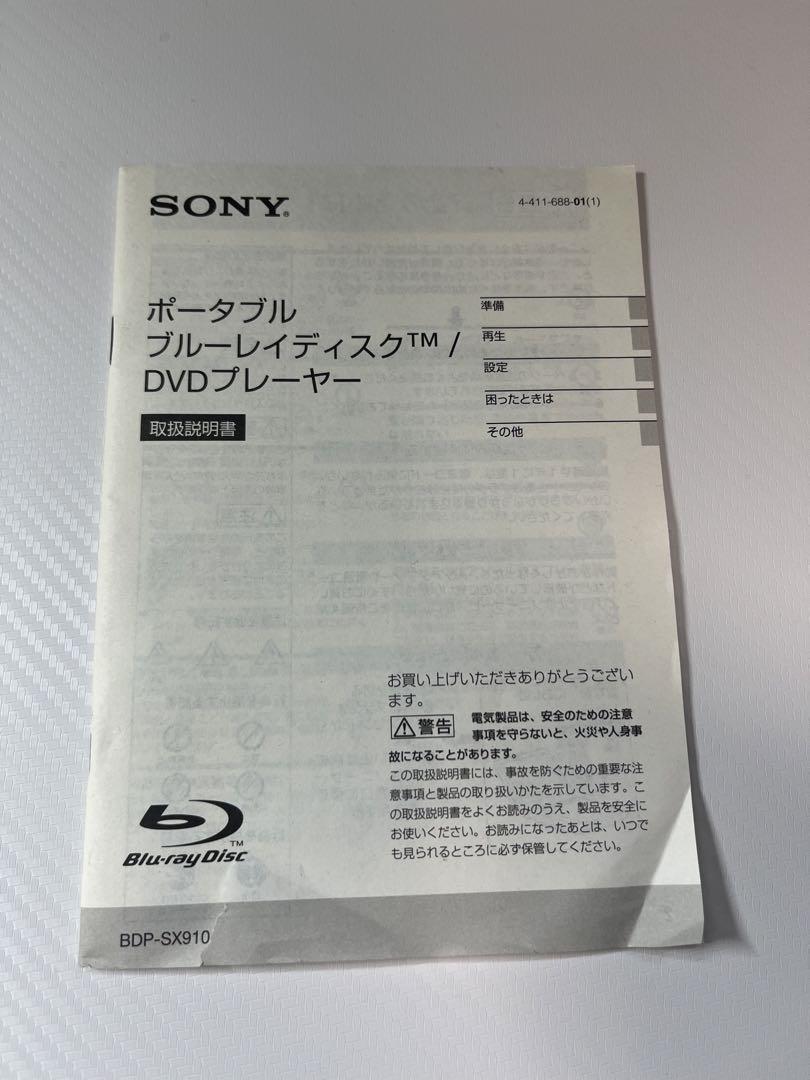 SONY®
4-411-688-01(1)
ポータブル
ブルーレイディスク™ /
DVDプレーヤー
取扱説明書
準備
再生
設定
困ったときは
その他
お買い上げいただきありがとうござい
ます。
警告
電気製品は、安全のための注意
事項を守らないと、火災や人身事
故になることがあります。
この取扱説明書には、事故を防ぐための重要な注
意事項と製品の取り扱いかたを示しています。こ
の取扱説明書をよくお読みのうえ、製品を安全に
お使いください。お読みになったあとは、いつで
も見られるところに必ず保管してください。
Blu-ray Disc™
BDP-SX910